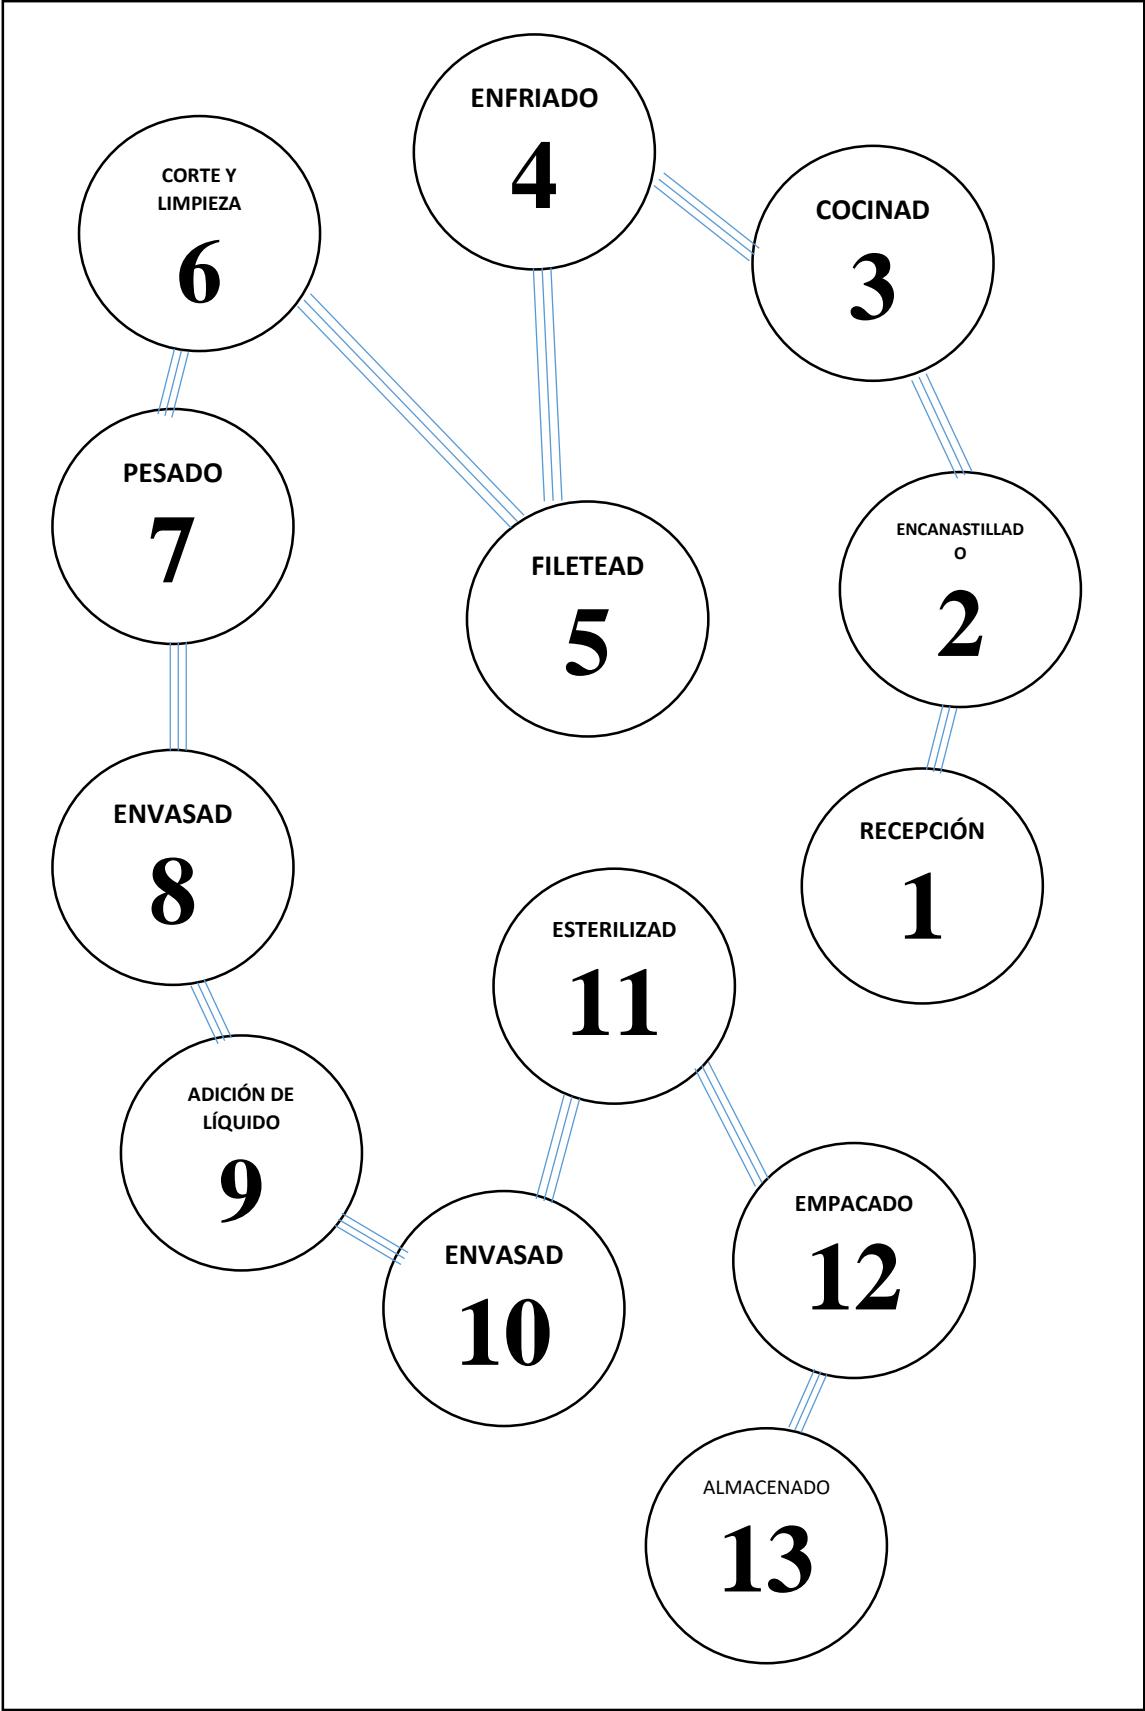 ENFRIADO
4
CORTE Y
LIMPIEZA
6
COCINAD
3
PESADO
7
ENCANASTILLAD
O
2
FILETEAD
5
ENVASAD
8
RECEPCIÓN
1
ESTERILIZAD
11
ADICIÓN DE
LÍQUIDO
9
EMPACADO
12
ENVASAD
10
ALMACENADO
13